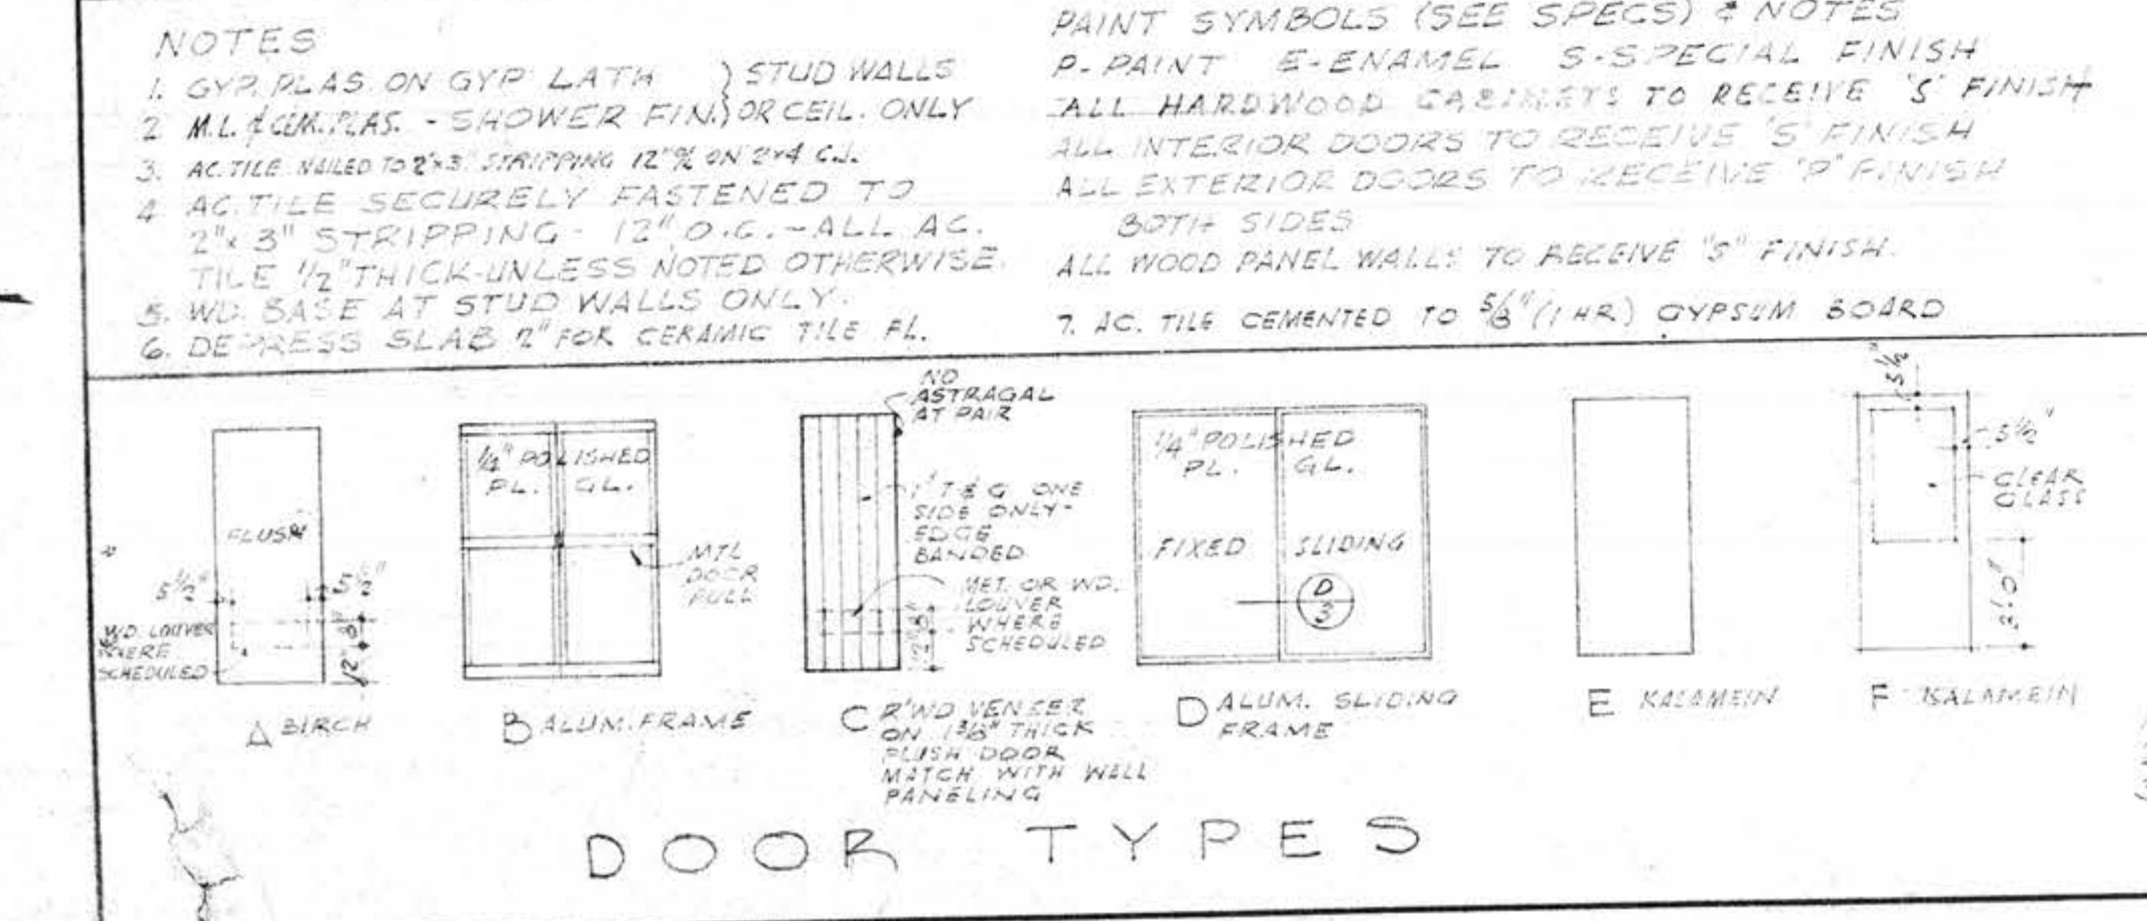 NOTES
1. GYP. PLAS. ON GYP LATH } STUD WALLS
2 M.L. & CEM. PLAS. - SHOWER FIN. } OR CEIL. ONLY
3. AC. TILE NAILED TO 2"x3" STRIPPING 12" O/C ON 2x4 C.J.
4 AC. TILE SECURELY FASTENED TO
2"x 3" STRIPPING - 12" O.C. - ALL AC.
TILE 1/2" THICK-UNLESS NOTED OTHERWISE.
5. WD. BASE AT STUD WALLS ONLY.
6. DEPRESS SLAB 2" FOR CERAMIC TILE FL.
PAINT SYMBOLS (SEE SPECS) & NOTES
P-PAINT E-ENAMEL S-SPECIAL FINISH
ALL HARDWOOD CABINETS TO RECEIVE 'S' FINISH
ALL INTERIOR DOORS TO RECEIVE 'S' FINISH
ALL EXTERIOR DOORS TO RECEIVE "P" FINISH
BOTH SIDES
ALL WOOD PANEL WALLS TO RECEIVE "S" FINISH.
7. AC. TILE CEMENTED TO 5/8" (1 HR) GYPSUM BOARD
FLUSH
5 1/2"
5 1/2"
8"
12"
WD. LOUVER
WHERE
SCHEDULED
A BIRCH
1/4" POLISHED
PL. GL.
MTL
DOOR
PULL
B ALUM. FRAME
NO
ASTRAGAL
AT PAIR
1" T & G ONE
SIDE ONLY-
EDGE
BANDED
MET. OR WD.
LOUVER
WHERE
SCHEDULED
8"
12"
C R'WD VENEER
ON 1 3/8" THICK
FLUSH DOOR
MATCH WITH WALL
PANELING
1/4" POLISHED
PL. GL.
FIXED SLIDING
D
3
D ALUM. SLIDING
FRAME
E KALAMEIN
5 1/2"
5 1/2"
CLEAR
GLASS
3'-0"
F KALAMEIN
DOOR TYPES